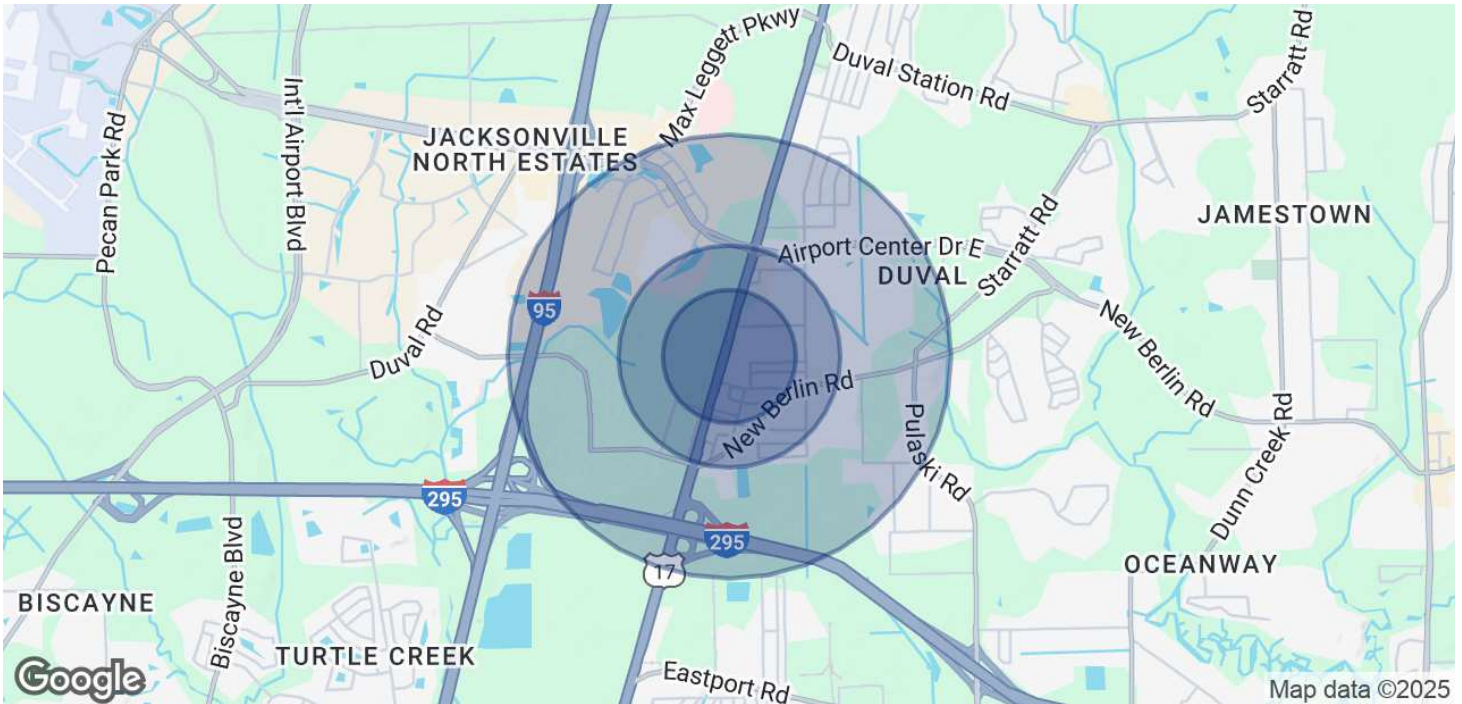 Max Leggett Pkwy
Duval Station Rd
Starratt Rd
Pecan Park Rd
Int'l Airport Blvd
JACKSONVILLE
NORTH ESTATES
JAMESTOWN
Airport Center Dr E
DUVAL
Starratt Rd
95
Duval Rd
New Berlin Rd
New Berlin Rd
Pulaski Rd
Dunn Creek Rd
295
295
17
OCEANWAY
BISCAYNE
Biscayne Blvd
TURTLE CREEK
Eastport Rd
Google
Map data ©2025